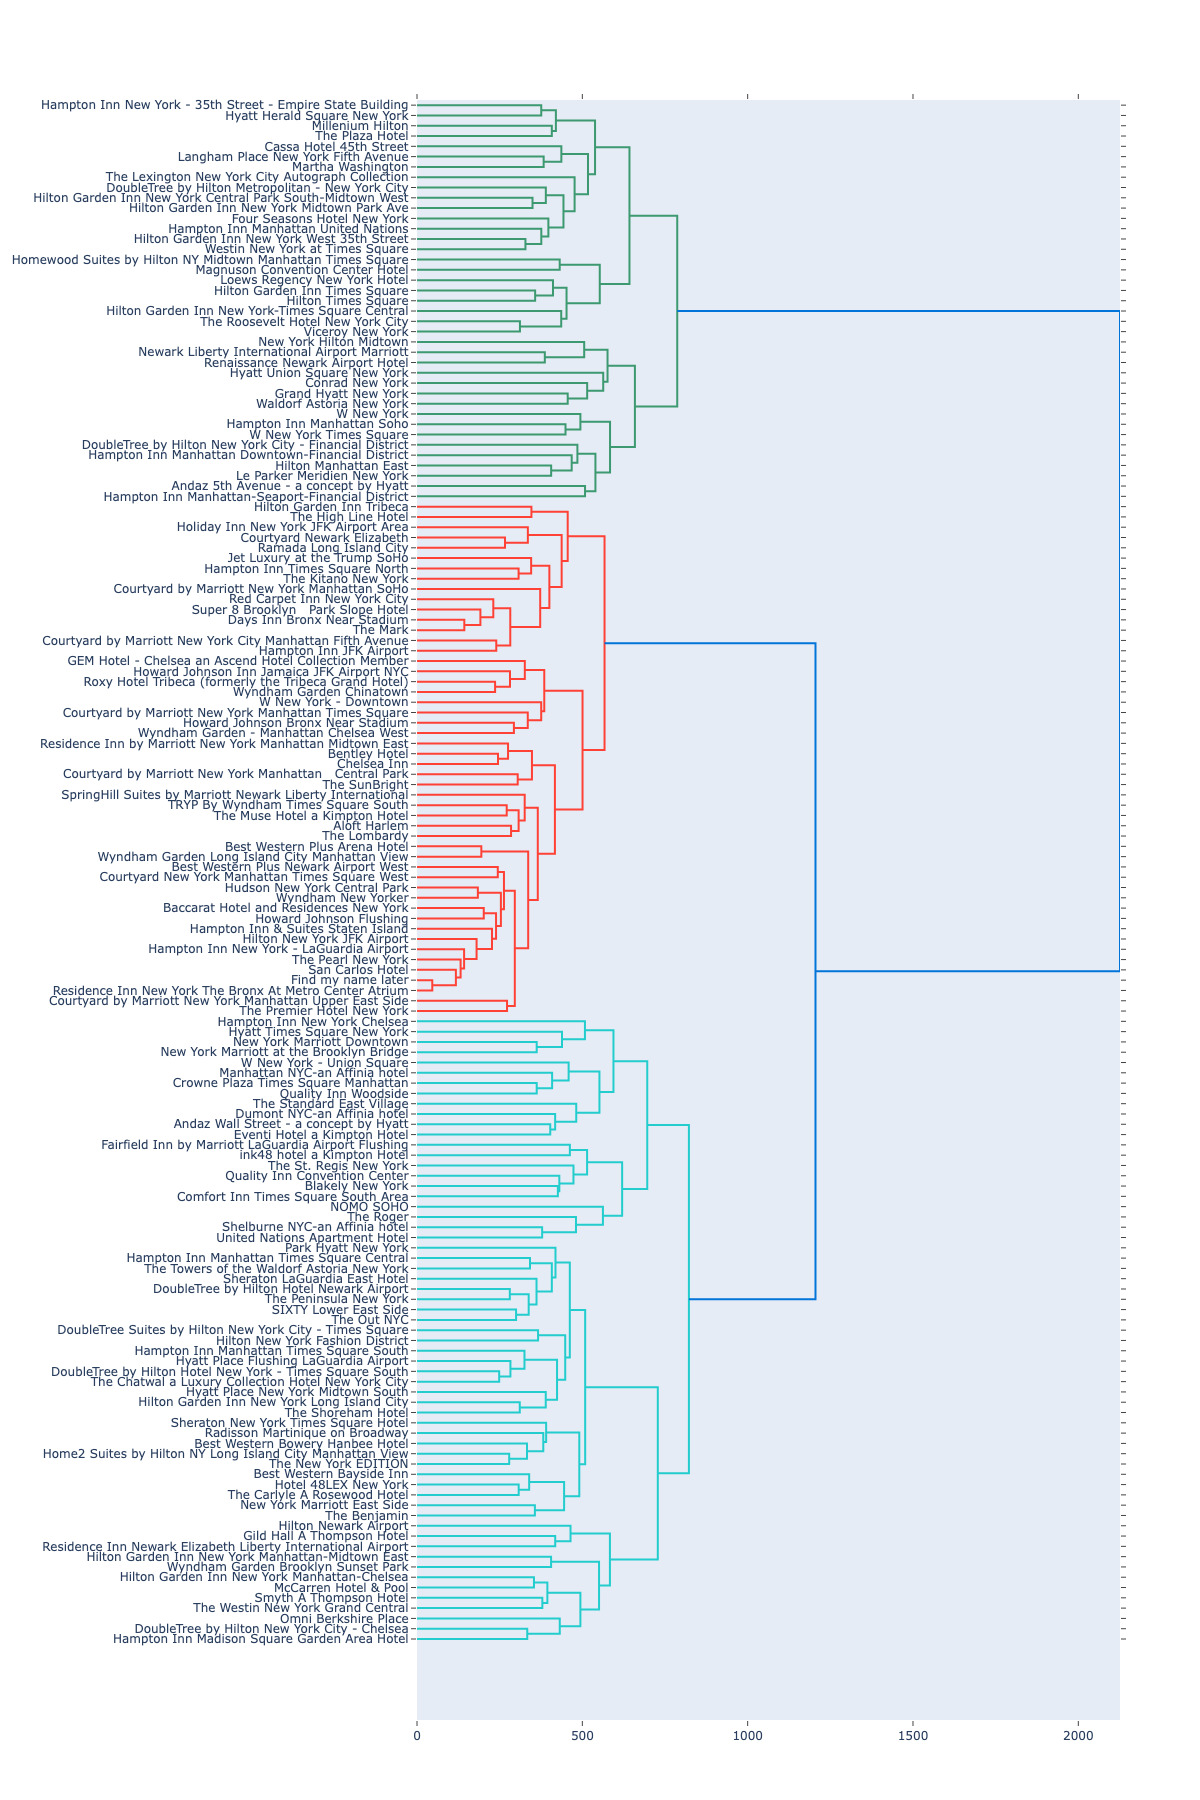 Hampton Inn New York - 35th Street - Empire State Building
Hyatt Herald Square New York
Millenium Hilton
The Plaza Hotel
Cassa Hotel 45th Street
Langham Place New York Fifth Avenue
Martha Washington
The Lexington New York City Autograph Collection
DoubleTree by Hilton Metropolitan - New York City
Hilton Garden Inn New York Central Park South-Midtown West
Hilton Garden Inn New York Midtown Park Ave
Four Seasons Hotel New York
Hampton Inn Manhattan United Nations
Hilton Garden Inn New York West 35th Street
Westin New York at Times Square
Homewood Suites by Hilton NY Midtown Manhattan Times Square
Magnuson Convention Center Hotel
Loews Regency New York Hotel
Hilton Garden Inn Times Square
Hilton Times Square
Hilton Garden Inn New York-Times Square Central
The Roosevelt Hotel New York City
Viceroy New York
New York Hilton Midtown
Newark Liberty International Airport Marriott
Renaissance Newark Airport Hotel
Hyatt Union Square New York
Conrad New York
Grand Hyatt New York
Waldorf Astoria New York
W New York
Hampton Inn Manhattan Soho
W New York Times Square
DoubleTree by Hilton New York City - Financial District
Hampton Inn Manhattan Downtown-Financial District
Hilton Manhattan East
Le Parker Meridien New York
Andaz 5th Avenue - a concept by Hyatt
Hampton Inn Manhattan-Seaport-Financial District
Hilton Garden Inn Tribeca
The High Line Hotel
Holiday Inn New York JFK Airport Area
Courtyard Newark Elizabeth
Ramada Long Island City
Jet Luxury at the Trump SoHo
Hampton Inn Times Square North
The Kitano New York
Courtyard by Marriott New York Manhattan SoHo
Red Carpet Inn New York City
Super 8 Brooklyn   Park Slope Hotel
Days Inn Bronx Near Stadium
The Mark
Courtyard by Marriott New York City Manhattan Fifth Avenue
Hampton Inn JFK Airport
GEM Hotel - Chelsea an Ascend Hotel Collection Member
Howard Johnson Inn Jamaica JFK Airport NYC
Roxy Hotel Tribeca (formerly the Tribeca Grand Hotel)
Wyndham Garden Chinatown
W New York - Downtown
Courtyard by Marriott New York Manhattan Times Square
Howard Johnson Bronx Near Stadium
Wyndham Garden - Manhattan Chelsea West
Residence Inn by Marriott New York Manhattan Midtown East
Bentley Hotel
Chelsea Inn
Courtyard by Marriott New York Manhattan   Central Park
The SunBright
SpringHill Suites by Marriott Newark Liberty International
TRYP By Wyndham Times Square South
The Muse Hotel a Kimpton Hotel
Aloft Harlem
The Lombardy
Best Western Plus Arena Hotel
Wyndham Garden Long Island City Manhattan View
Best Western Plus Newark Airport West
Courtyard New York Manhattan Times Square West
Hudson New York Central Park
Wyndham New Yorker
Baccarat Hotel and Residences New York
Howard Johnson Flushing
Hampton Inn & Suites Staten Island
Hilton New York JFK Airport
Hampton Inn New York - LaGuardia Airport
The Pearl New York
San Carlos Hotel
Find my name later
Residence Inn New York The Bronx At Metro Center Atrium
Courtyard by Marriott New York Manhattan Upper East Side
The Premier Hotel New York
Hampton Inn New York Chelsea
Hyatt Times Square New York
New York Marriott Downtown
New York Marriott at the Brooklyn Bridge
W New York - Union Square
Manhattan NYC-an Affinia hotel
Crowne Plaza Times Square Manhattan
Quality Inn Woodside
The Standard East Village
Dumont NYC-an Affinia hotel
Andaz Wall Street - a concept by Hyatt
Eventi Hotel a Kimpton Hotel
Fairfield Inn by Marriott LaGuardia Airport Flushing
ink48 hotel a Kimpton Hotel
The St. Regis New York
Quality Inn Convention Center
Blakely New York
Comfort Inn Times Square South Area
NOMO SOHO
The Roger
Shelburne NYC-an Affinia hotel
United Nations Apartment Hotel
Park Hyatt New York
Hampton Inn Manhattan Times Square Central
The Towers of the Waldorf Astoria New York
Sheraton LaGuardia East Hotel
DoubleTree by Hilton Hotel Newark Airport
The Peninsula New York
SIXTY Lower East Side
The Out NYC
DoubleTree Suites by Hilton New York City - Times Square
Hilton New York Fashion District
Hampton Inn Manhattan Times Square South
Hyatt Place Flushing LaGuardia Airport
DoubleTree by Hilton Hotel New York - Times Square South
The Chatwal a Luxury Collection Hotel New York City
Hyatt Place New York Midtown South
Hilton Garden Inn New York Long Island City
The Shoreham Hotel
Sheraton New York Times Square Hotel
Radisson Martinique on Broadway
Best Western Bowery Hanbee Hotel
Home2 Suites by Hilton NY Long Island City Manhattan View
The New York EDITION
Best Western Bayside Inn
Hotel 48LEX New York
The Carlyle A Rosewood Hotel
New York Marriott East Side
The Benjamin
Hilton Newark Airport
Gild Hall A Thompson Hotel
Residence Inn Newark Elizabeth Liberty International Airport
Hilton Garden Inn New York Manhattan-Midtown East
Wyndham Garden Brooklyn Sunset Park
Hilton Garden Inn New York Manhattan-Chelsea
McCarren Hotel & Pool
Smyth A Thompson Hotel
The Westin New York Grand Central
Omni Berkshire Place
DoubleTree by Hilton New York City - Chelsea
Hampton Inn Madison Square Garden Area Hotel
0 500 1000 1500 2000